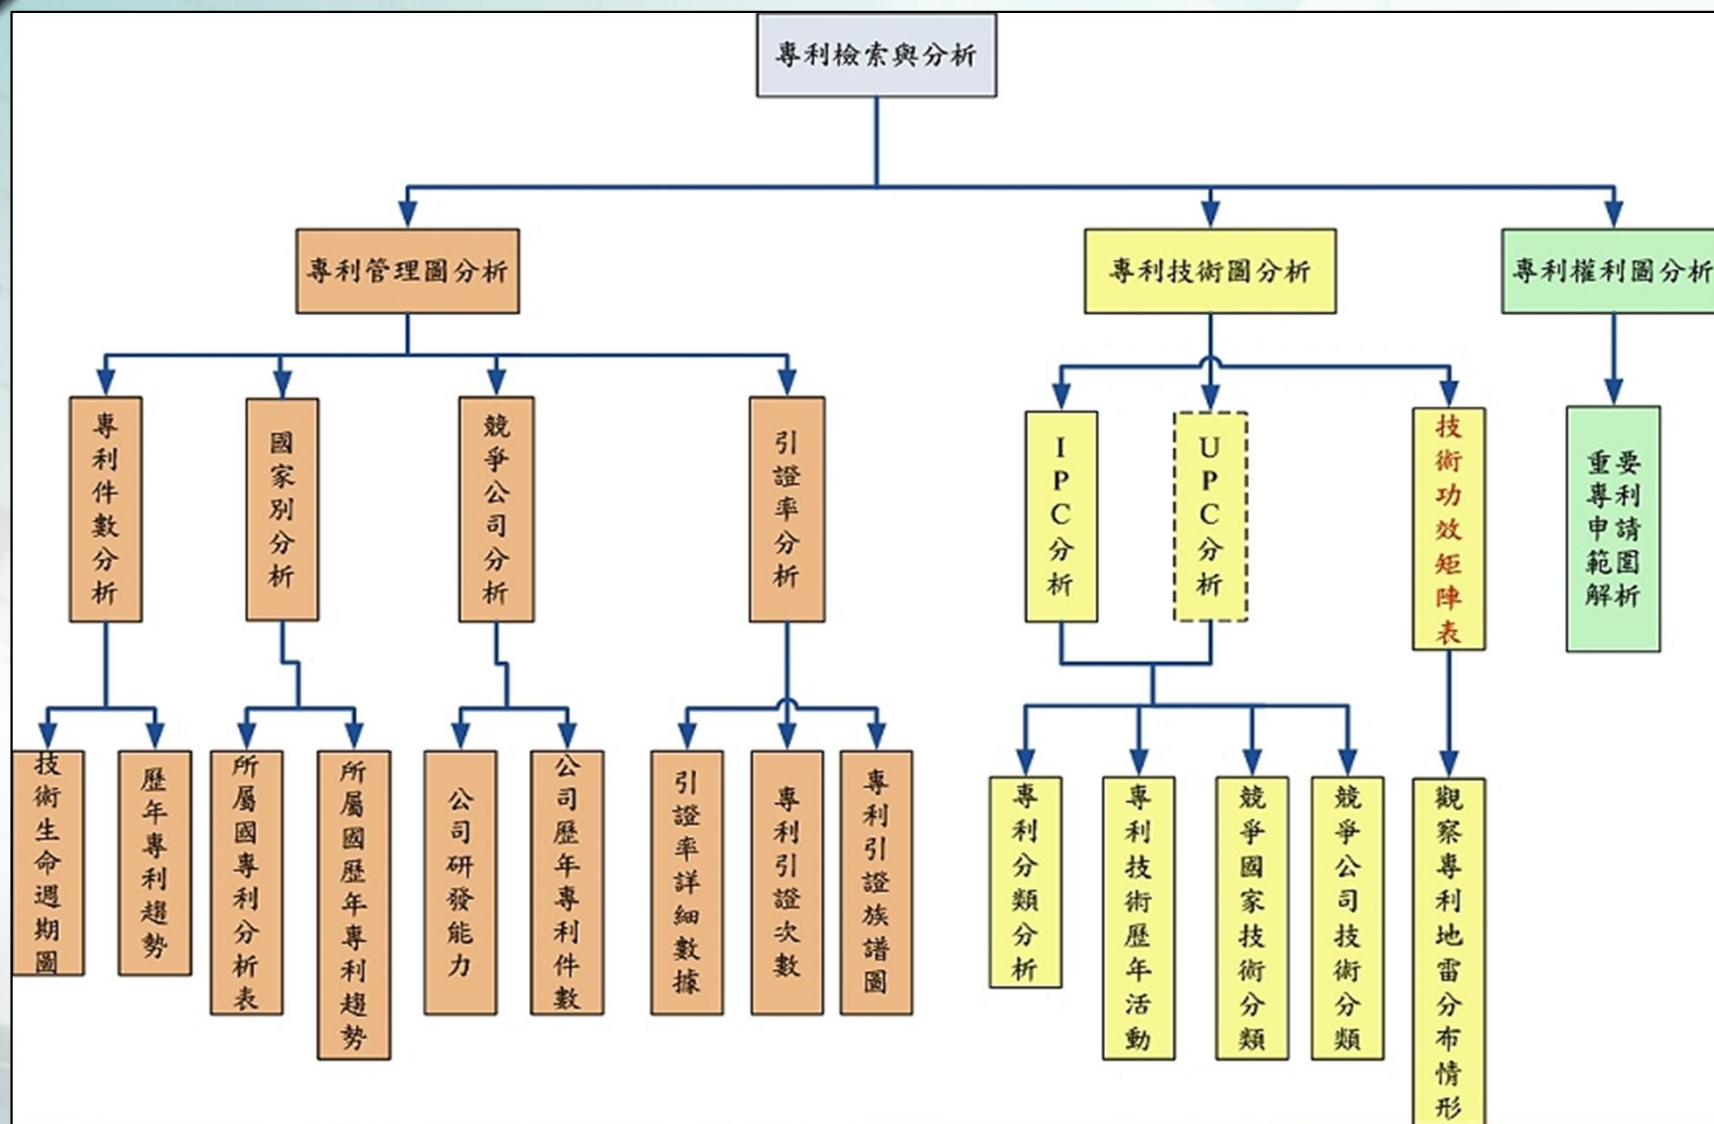 專利檢索與分析
專利管理圖分析
專利技術圖分析
專利權利圖分析
專利件數分析
國家別分析
競爭公司分析
引證率分析
IPC分析
UPC分析
技術功效矩陣表
重要
專利
申請
範圍
解析
技術生命週期圖
歷年專利趨勢
所屬國專利分析表
所屬國歷年專利趨勢
公司研發能力
公司歷年專利件數
引證率詳細數據
專利引證次數
專利引證族譜圖
專利分類分析
專利技術歷年活動
競爭國家技術分類
競爭公司技術分類
觀察專利地雷分布情形